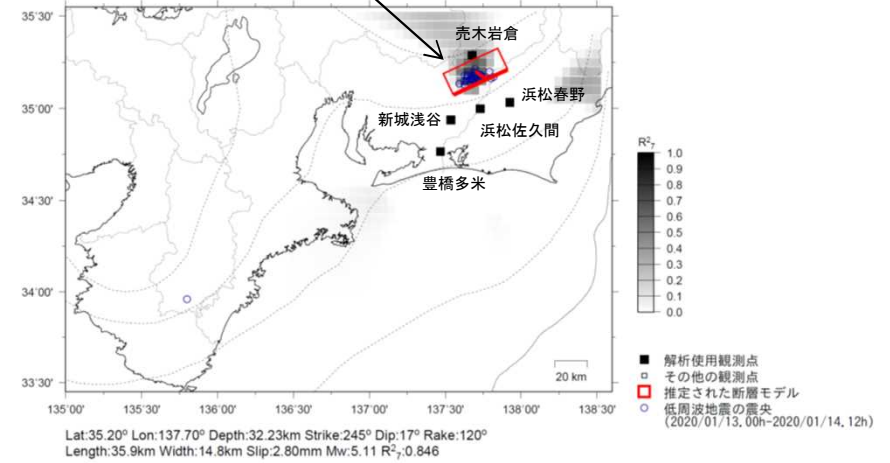 35°30'
35°00'
34°30'
34°00'
33°30'
135°00'
135°30'
136°00'
136°30'
137°00'
137°30'
138°00'
138°30'
売木岩倉
浜松春野
新城浅谷
浜松佐久間
豊橋多米
20 km
R²₇
1.0
0.9
0.8
0.7
0.6
0.5
0.4
0.3
0.2
0.1
0.0
解析使用観測点
その他の観測点
推定された断層モデル
低周波地震の震央
(2020/01/13.00h-2020/01/14.12h)
Lat:35.20° Lon:137.70° Depth:32.23km Strike:245° Dip:17° Rake:120°
Length:35.9km Width:14.8km Slip:2.80mm Mw:5.11 R²₇:0.846